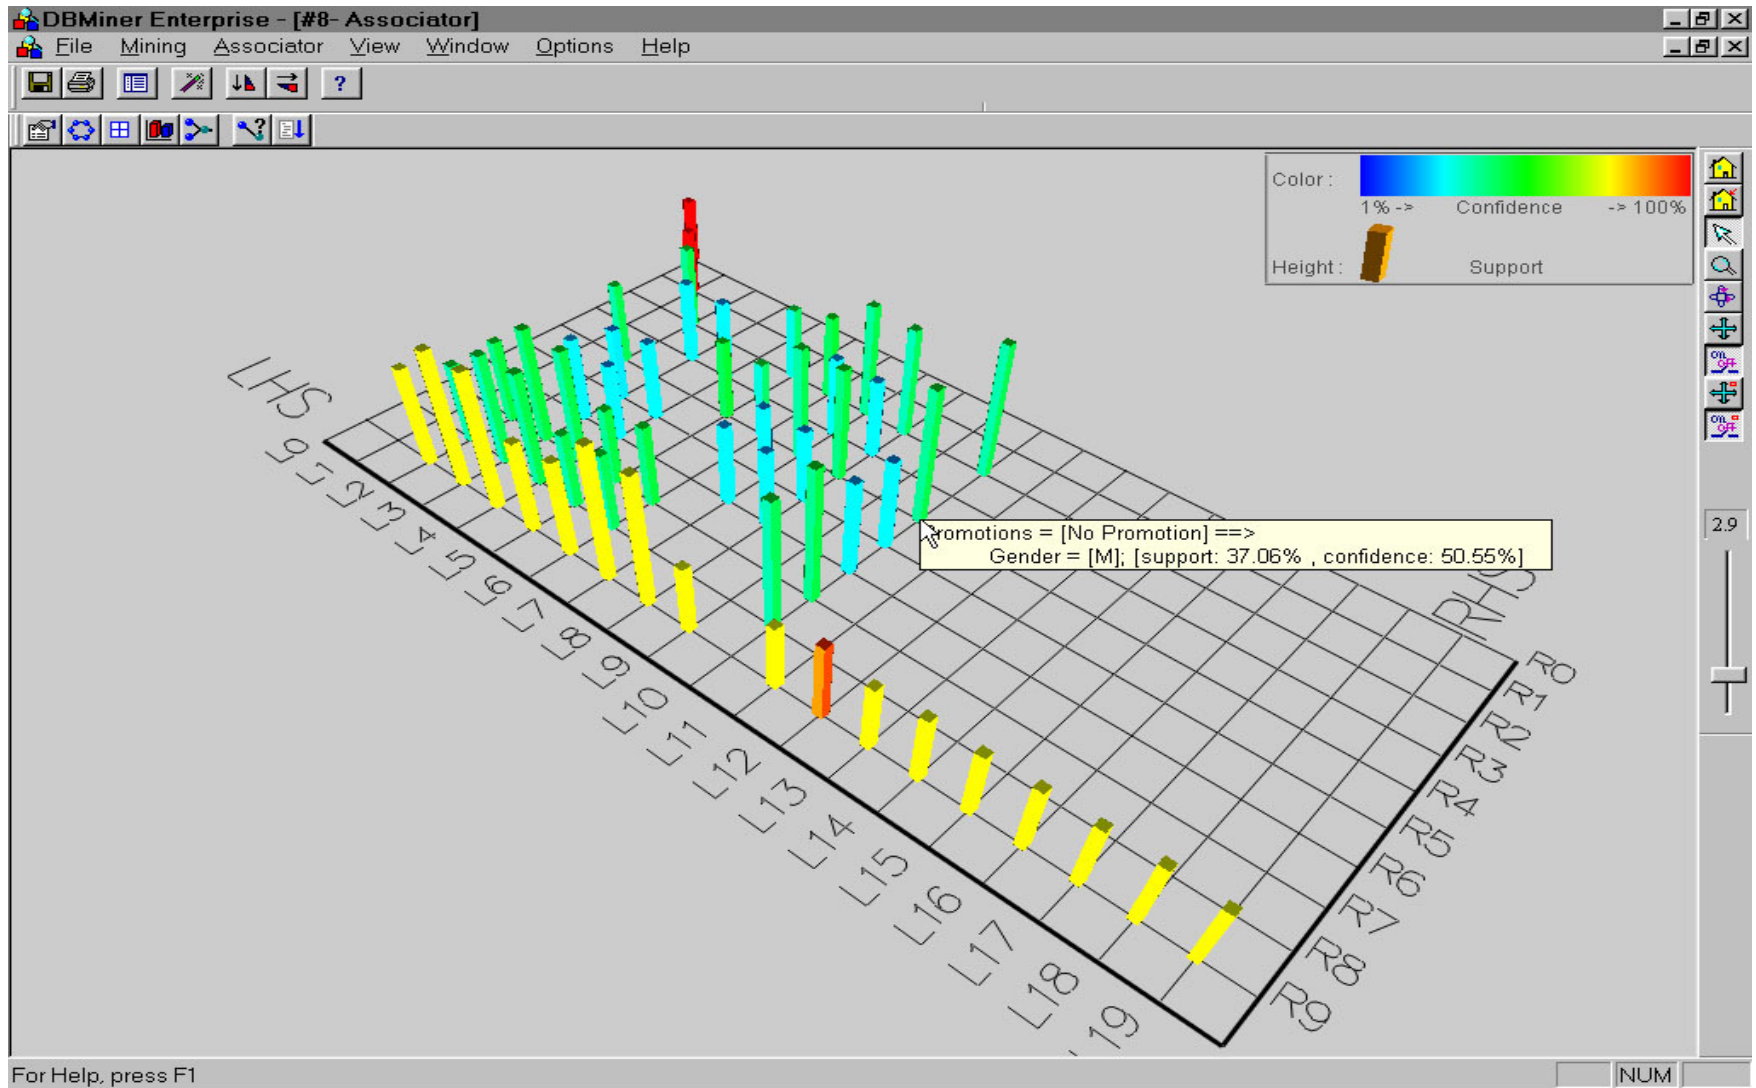 DBMiner Enterprise - [#8- Associator]
File Mining Associator View Window Options Help
Color :
1% -> Confidence -> 100%
Height : Support
2.9
LHS
0
L1
L2
L3
L4
L5
L6
L7
L8
L9
L10
L11
L12
L13
L14
L15
L16
L17
L18
L19
romotions = [No Promotion] ==>
Gender = [M]; [support: 37.06% , confidence: 50.55%]
RHS
R0
R1
R2
R3
R4
R5
R6
R7
R8
R9
For Help, press F1
NUM